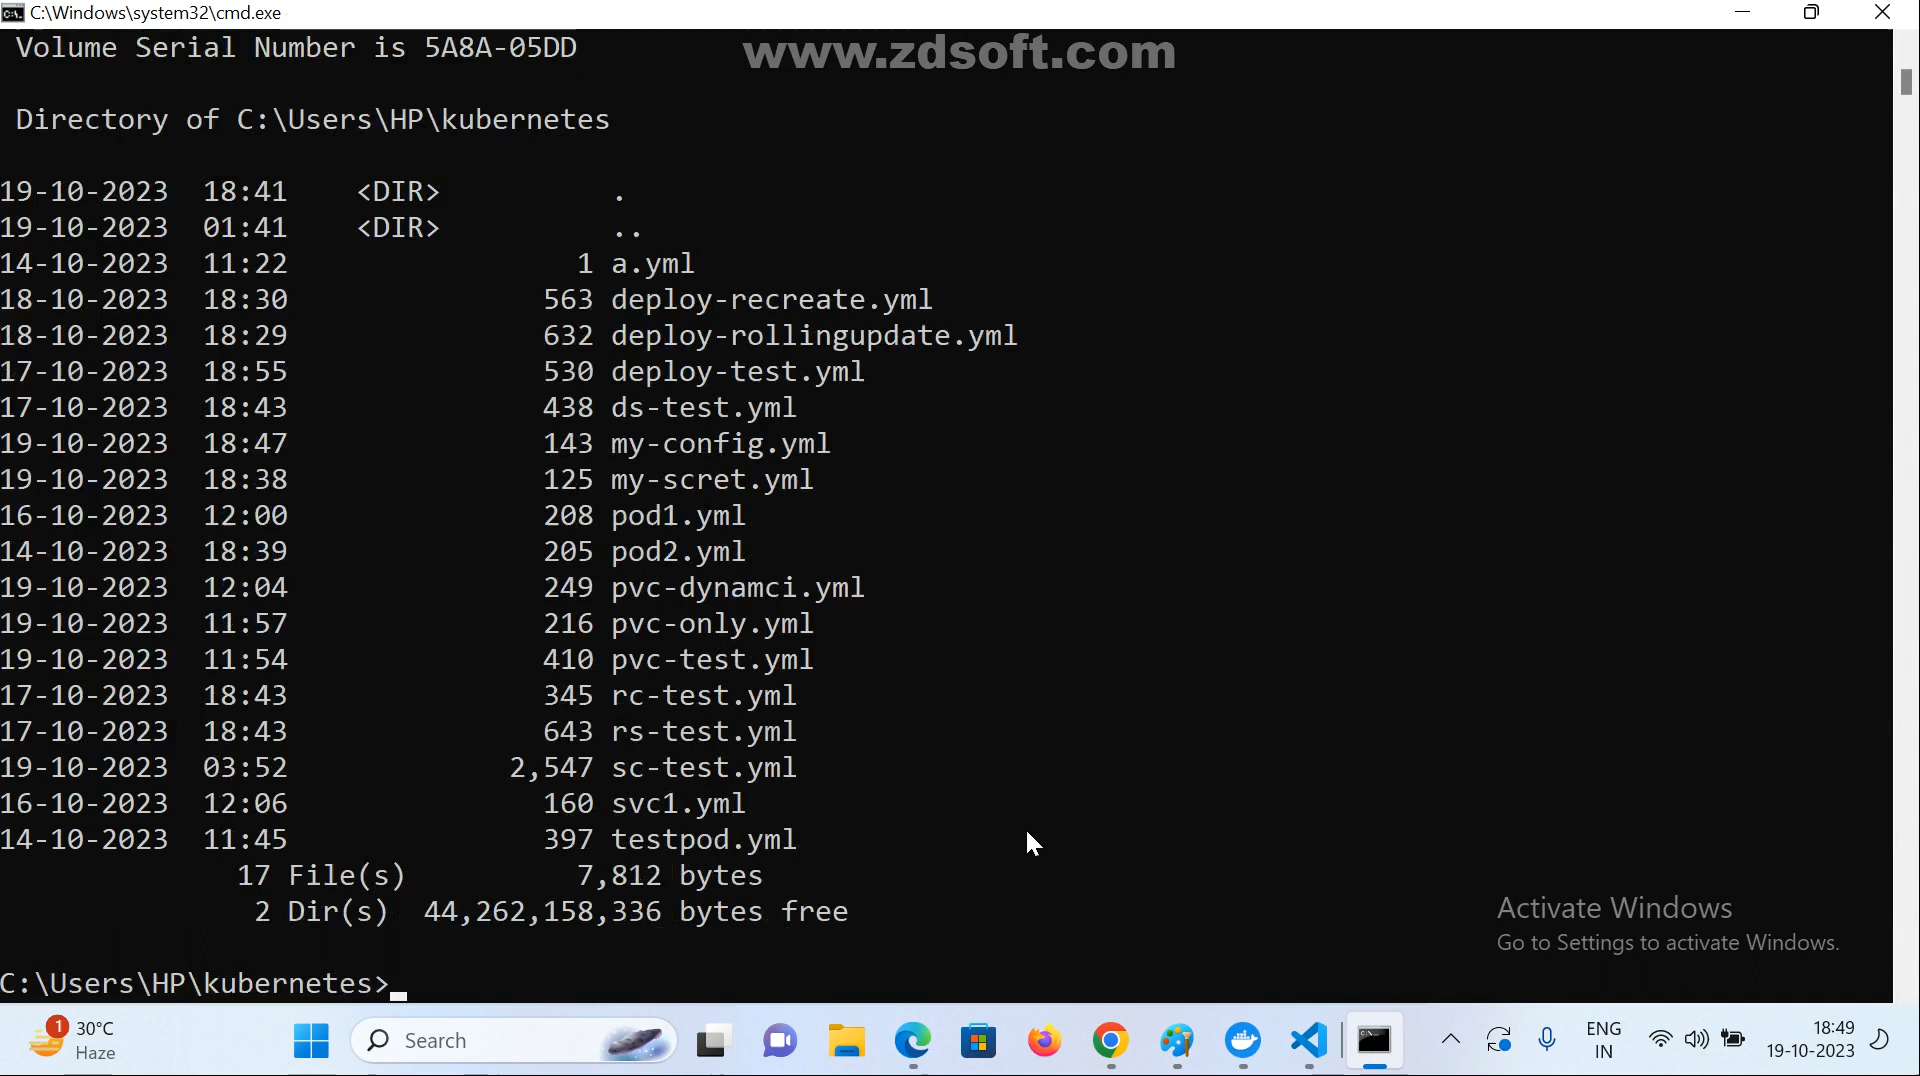 C:\Windows\system32\cmd.exe
Volume Serial Number is 5A8A-05DD
www.zdsoft.com
Directory of C:\Users\HP\kubernetes
19-10-2023  18:41    <DIR>          .
19-10-2023  01:41    <DIR>          ..
14-10-2023  11:22                 1 a.yml
18-10-2023  18:30               563 deploy-recreate.yml
18-10-2023  18:29               632 deploy-rollingupdate.yml
17-10-2023  18:55               530 deploy-test.yml
17-10-2023  18:43               438 ds-test.yml
19-10-2023  18:47               143 my-config.yml
19-10-2023  18:38               125 my-scret.yml
16-10-2023  12:00               208 pod1.yml
14-10-2023  18:39               205 pod2.yml
19-10-2023  12:04               249 pvc-dynamci.yml
19-10-2023  11:57               216 pvc-only.yml
19-10-2023  11:54               410 pvc-test.yml
17-10-2023  18:43               345 rc-test.yml
17-10-2023  18:43               643 rs-test.yml
19-10-2023  03:52             2,547 sc-test.yml
16-10-2023  12:06               160 svc1.yml
14-10-2023  11:45               397 testpod.yml
17 File(s)          7,812 bytes
2 Dir(s)  44,262,158,336 bytes free
Activate Windows
Go to Settings to activate Windows.
C:\Users\HP\kubernetes>
1
30°C
Haze
Search
ENG
IN
18:49
19-10-2023